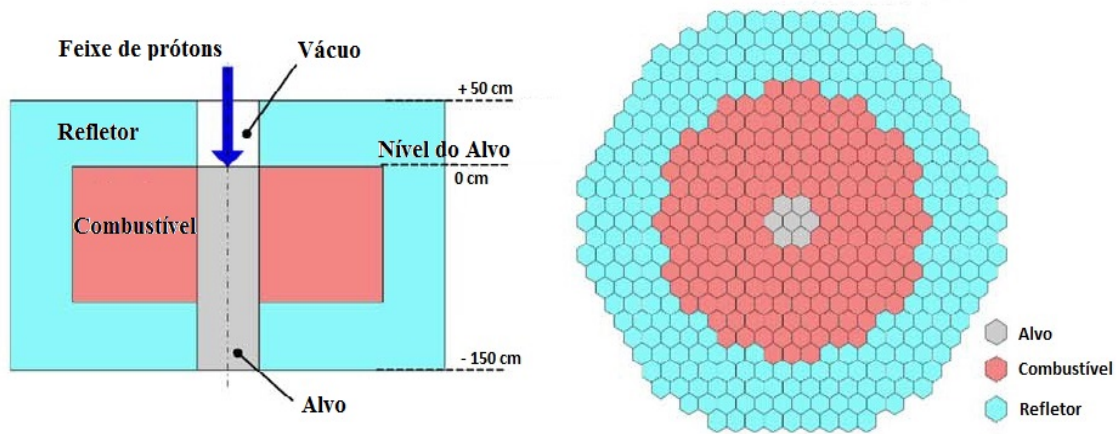 Feixe de prótons
Vácuo
+ 50 cm
Refletor
Nível do Alvo
0 cm
Combustível
- 150 cm
Alvo
Alvo
Combustível
Refletor